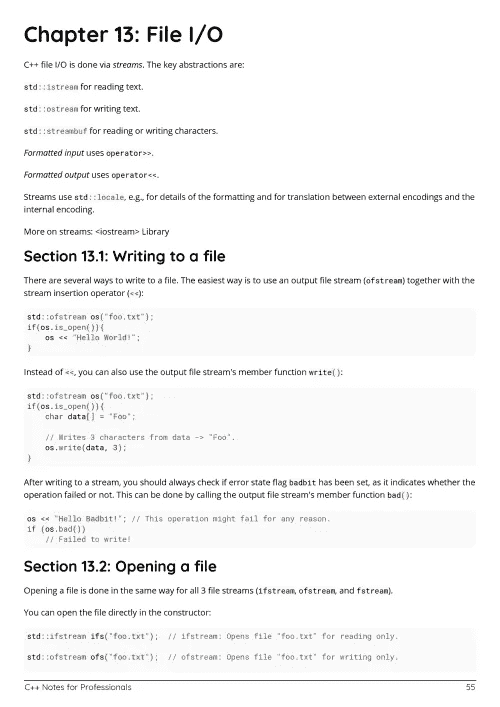 Chapter 13: File I/O
C++ file I/O is done via streams. The key abstractions are:
std::istream for reading text.
std::ostream for writing text.
std::streambuf for reading or writing characters.
Formatted input uses operator>>.
Formatted output uses operator<<.
Streams use std::locale, e.g., for details of the formatting and for translation between external encodings and the
internal encoding.
More on streams: <iostream> Library
Section 13.1: Writing to a file
There are several ways to write to a file. The easiest way is to use an output file stream (ofstream) together with the
stream insertion operator (<<):
std::ofstream os("foo.txt");
if(os.is_open()){
    os << "Hello World!";
}
Instead of <<, you can also use the output file stream's member function write():
std::ofstream os("foo.txt");
if(os.is_open()){
    char data[] = "Foo";
    // Writes 3 characters from data -> "Foo".
    os.write(data, 3);
}
After writing to a stream, you should always check if error state flag badbit has been set, as it indicates whether the
operation failed or not. This can be done by calling the output file stream's member function bad():
os << "Hello Badbit!"; // This operation might fail for any reason.
if (os.bad())
    // Failed to write!
Section 13.2: Opening a file
Opening a file is done in the same way for all 3 file streams (ifstream, ofstream, and fstream).
You can open the file directly in the constructor:
std::ifstream ifs("foo.txt");  // ifstream: Opens file "foo.txt" for reading only.
std::ofstream ofs("foo.txt");  // ofstream: Opens file "foo.txt" for writing only.
C++ Notes for Professionals 55